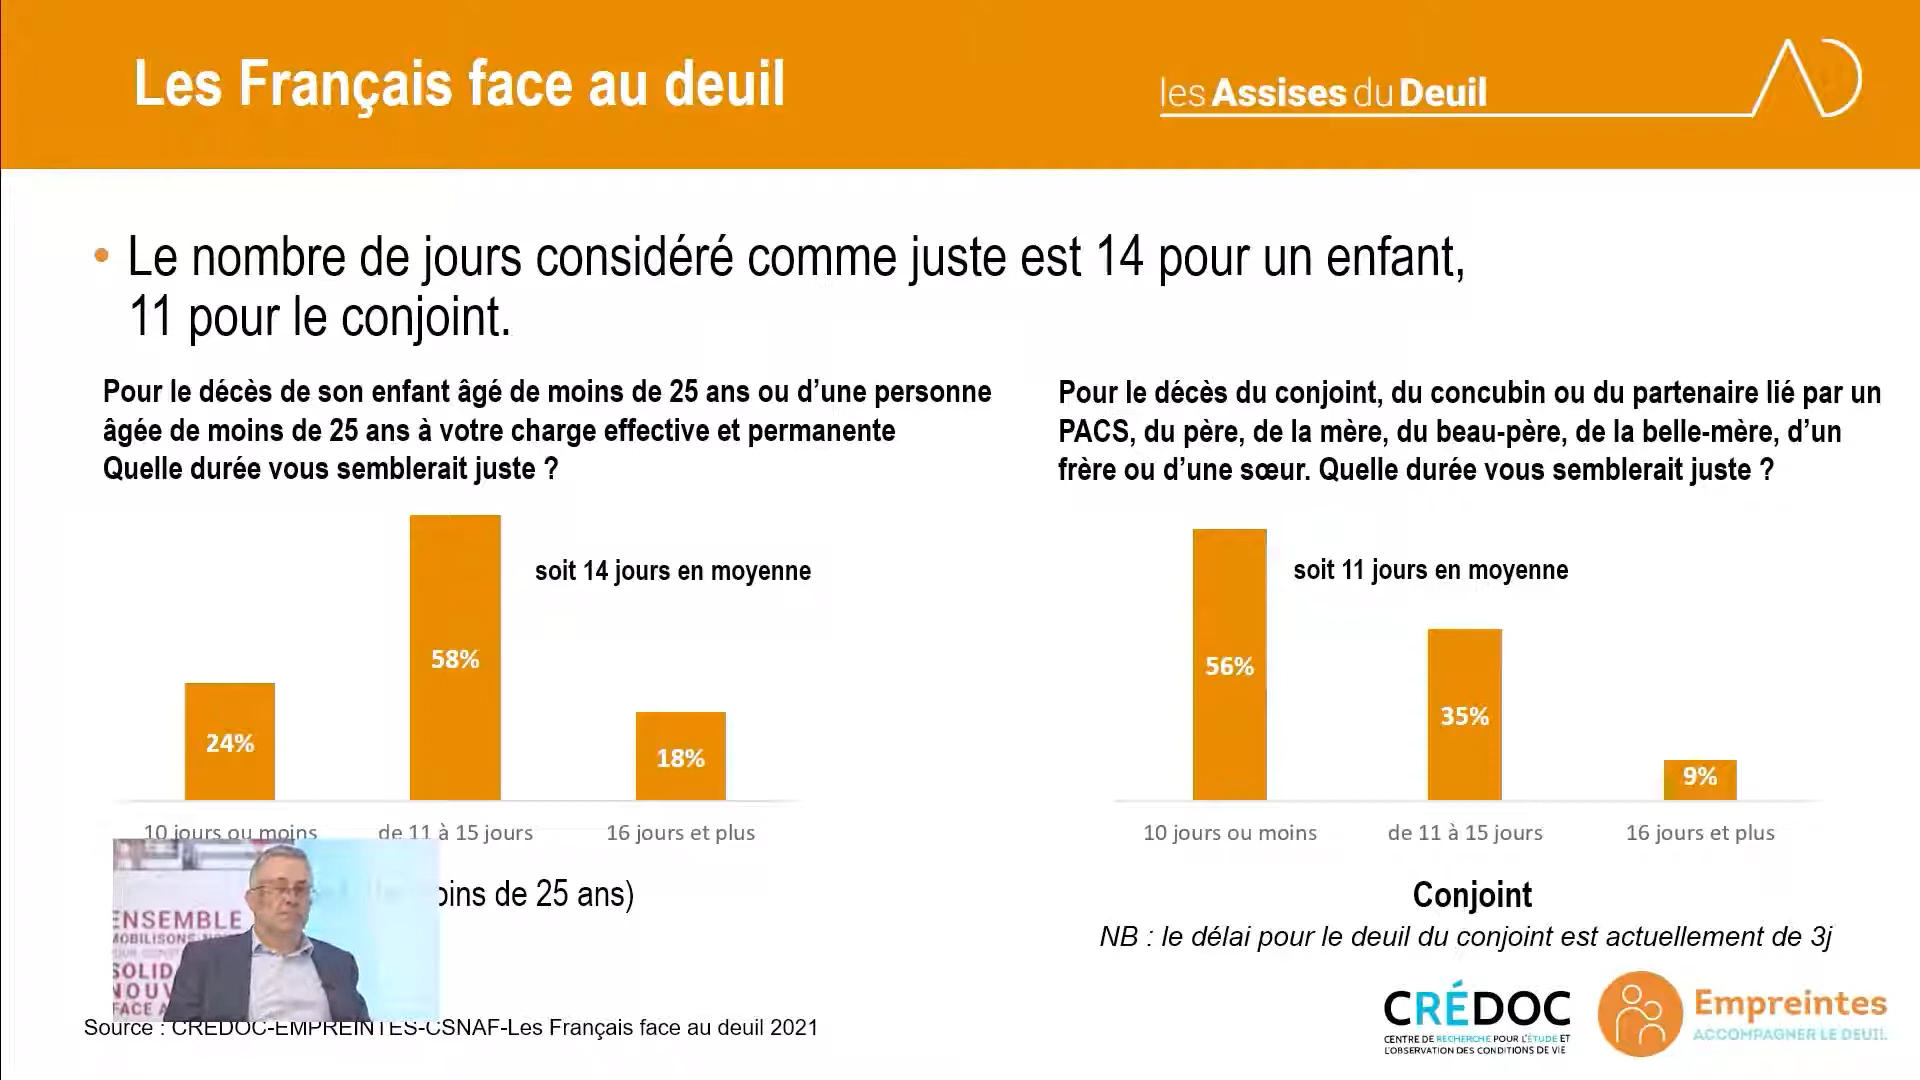 Les Français face au deuil
les Assises du Deuil
• Le nombre de jours considéré comme juste est 14 pour un enfant,
11 pour le conjoint.
Pour le décès de son enfant âgé de moins de 25 ans ou d’une personne
âgée de moins de 25 ans à votre charge effective et permanente
Quelle durée vous semblerait juste ?
soit 14 jours en moyenne
58%
24%
18%
10 jours ou moins
de 11 à 15 jours
16 jours et plus
de 25 ans)
Pour le décès du conjoint, du concubin ou du partenaire lié par un
PACS, du père, de la mère, du beau-père, de la belle-mère, d’un
frère ou d’une sœur. Quelle durée vous semblerait juste ?
soit 11 jours en moyenne
56%
35%
9%
10 jours ou moins
de 11 à 15 jours
16 jours et plus
Conjoint
NB : le délai pour le deuil du conjoint est actuellement de 3j
ENSEMBLE
MOBILISONS
FACE
Source : CREDOC-EMPREINTES-CSNAF-Les Français face au deuil 2021
CRÉDOC
CENTRE DE RECHERCHE POUR L'ÉTUDE ET
L'OBSERVATION DES CONDITIONS DE VIE
Empreintes
ACCOMPAGNER LE DEUIL